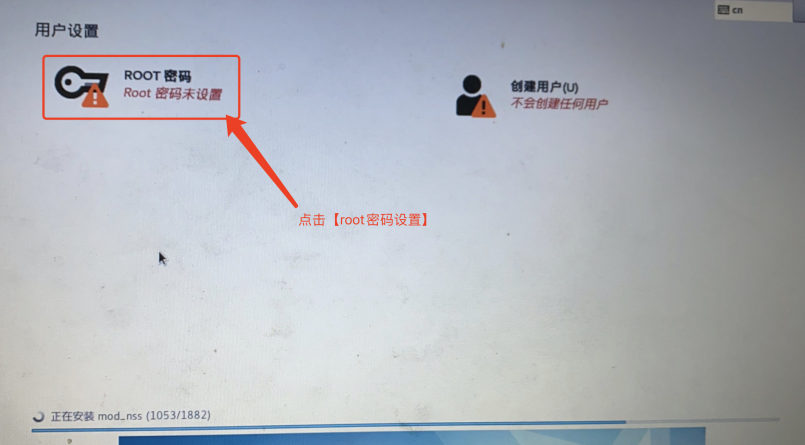 cn
用户设置
ROOT 密码
Root 密码未设置
创建用户(U)
不会创建任何用户
点击【root密码设置】
正在安装 mod_nss (1053/1882)